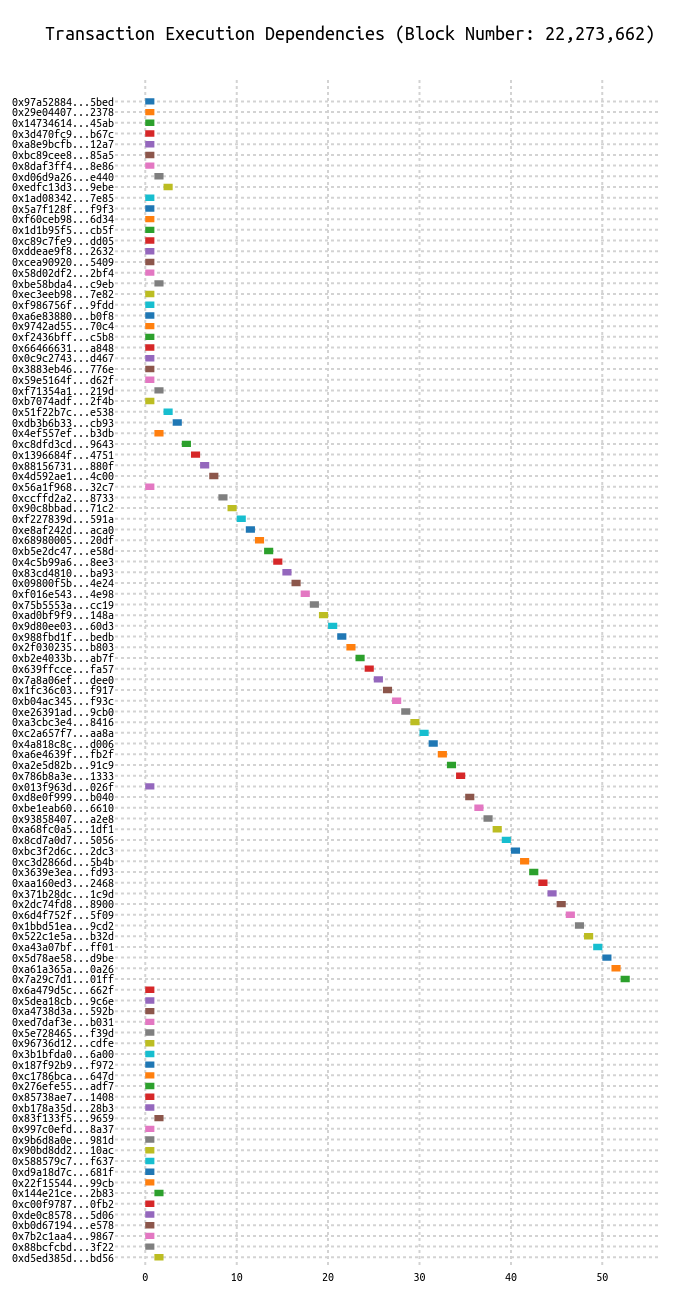 Transaction Execution Dependencies (Block Number: 22,273,662)
0x97a52884...5bed
0x29e04407...2378
0x14734614...45ab
0x3d470fc9...b67c
0xa8e9bcfb...12a7
0xbc89cee8...85a5
0x8daf3ff4...8e86
0xd06d9a26...e440
0xedfc13d3...9ebe
0x1ad08342...7e85
0x5a7f128f...f9f3
0xf60ceb98...6d34
0x1d1b95f5...cb5f
0xc89c7fe9...dd05
0xddeae9f8...2632
0xcea90920...5409
0x58d02df2...2bf4
0xbe58bda4...c9eb
0xec3eeb98...7e82
0xf986756f...9fdd
0xa6e83880...b0f8
0x9742ad55...70c4
0xf2436bff...c5b8
0x66466631...a848
0x0c9c2743...d467
0x3883eb46...776e
0x59e5164f...d62f
0xf71354a1...219d
0xb7074adf...2f4b
0x51f22b7c...e538
0xdb3b6b33...cb93
0x4ef557ef...b3db
0xc8dfd3cd...9643
0x1396684f...4751
0x88156731...880f
0x4d592ae1...4c00
0x56a1f968...32c7
0xccffd2a2...8733
0x90c8bbad...71c2
0xf227839d...591a
0xe8af242d...aca0
0x68980005...20df
0xb5e2dc47...e58d
0x4c5b99a6...8ee3
0x83cd4810...ba93
0x09800f5b...4e24
0xf016e543...4e98
0x75b5553a...cc19
0xad0bf9f9...148a
0x9d80ee03...60d3
0x988fbd1f...bedb
0x2f030235...b803
0xb2e4033b...ab7f
0x639ffcce...fa57
0x7a8a06ef...dee0
0x1fc36c03...f917
0xb04ac345...f93c
0xe26391ad...9cb0
0xa3cbc3e4...8416
0xc2a657f7...aa8a
0x4a818c8c...d006
0xa6e4639f...fb2f
0xa2e5d82b...91c9
0x786b8a3e...1333
0x013f963d...026f
0xd8e0f999...b040
0xbe1eab60...6610
0x93858407...a2e8
0xa68fc0a5...1df1
0x8cd7a0d7...5056
0xbc3f2d6c...2dc3
0xc3d2866d...5b4b
0x3639e3ea...fd93
0xaa160ed3...2468
0x371b28dc...1c9d
0x2dc74fd8...8900
0x6d4f752f...5f09
0x1bbd51ea...9cd2
0x522c1e5a...b32d
0xa43a07bf...ff01
0x5d78ae58...d9be
0xa61a365a...0a26
0x7a29c7d1...01ff
0x6a479d5c...662f
0x5dea18cb...9c6e
0xa4738d3a...592b
0xed7daf3e...b031
0x5e728465...f39d
0x96736d12...cdfe
0x3b1bfda0...6a00
0x187f92b9...f972
0xc1786bca...647d
0x276efe55...adf7
0x85738ae7...1408
0xb178a35d...28b3
0x83f133f5...9659
0x997c0efd...8a37
0x9b6d8a0e...981d
0x90bd8dd2...10ac
0x588579c7...f637
0xd9a18d7c...681f
0x22f15544...99cb
0x144e21ce...2b83
0xc00f9787...0fb2
0xde0c8578...5d06
0xb0d67194...e578
0x7b2c1aa4...9867
0x88bcfcbd...3f22
0xd5ed385d...bd56
0 10 20 30 40 50